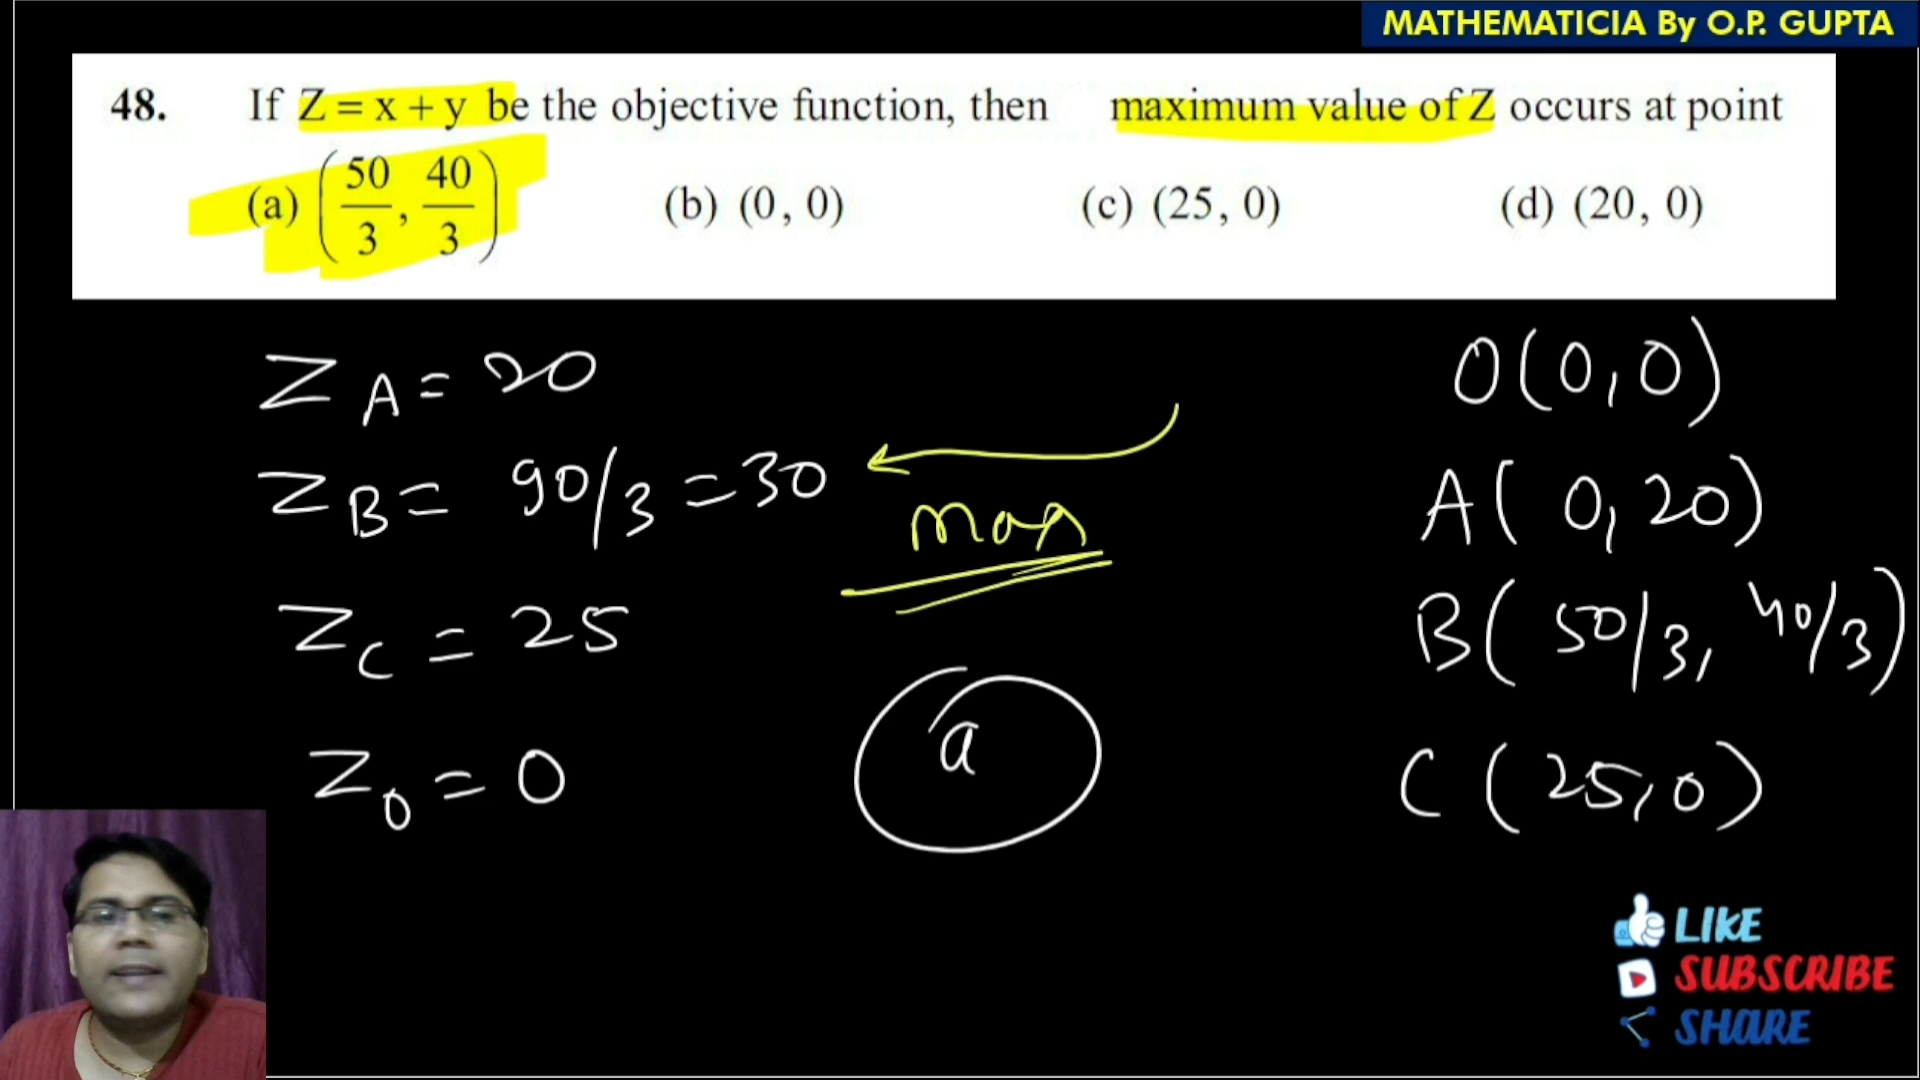 MATHEMATICIA By O.P. GUPTA
48. If Z = x + y be the objective function, then maximum value of Z occurs at point
(a) (50/3, 40/3) (b) (0, 0) (c) (25, 0) (d) (20, 0)
Z_A = 20
Z_B = 90/3 = 30
max
Z_C = 25
Z_0 = 0
a
O(0,0)
A(0,20)
B(50/3, 40/3)
C(25,0)
LIKE
SUBSCRIBE
SHARE